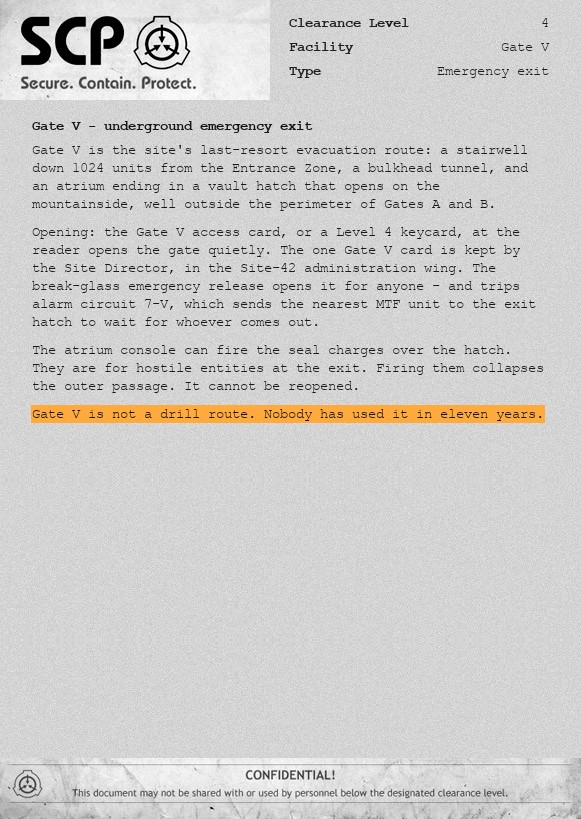 SCP
Secure. Contain. Protect.
Clearance Level 4
Facility Gate V
Type Emergency exit
Gate V - underground emergency exit
Gate V is the site's last-resort evacuation route: a stairwell
down 1024 units from the Entrance Zone, a bulkhead tunnel, and
an atrium ending in a vault hatch that opens on the
mountainside, well outside the perimeter of Gates A and B.
Opening: the Gate V access card, or a Level 4 keycard, at the
reader opens the gate quietly. The one Gate V card is kept by
the Site Director, in the Site-42 administration wing. The
break-glass emergency release opens it for anyone - and trips
alarm circuit 7-V, which sends the nearest MTF unit to the exit
hatch to wait for whoever comes out.
The atrium console can fire the seal charges over the hatch.
They are for hostile entities at the exit. Firing them collapses
the outer passage. It cannot be reopened.
Gate V is not a drill route. Nobody has used it in eleven years.
CONFIDENTIAL!
This document may not be shared with or used by personnel below the designated clearance level.